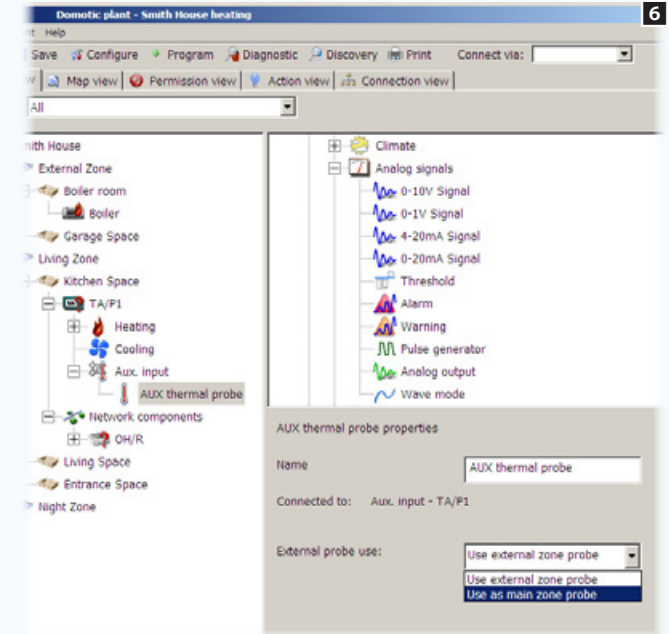 6
Domotic plant - Smith House heating
nt Help
Save Configure Program Diagnostic Discovery Print Connect via:
w Map view Permission view Action view Connection view
All
mith House
External Zone
Boiler room
Boiler
Garage Space
Living Zone
Kitchen Space
TA/P1
Heating
Cooling
Aux. input
AUX thermal probe
Network components
OH/R
Living Space
Entrance Space
Night Zone
Climate
Analog signals
0-10V Signal
0-1V Signal
4-20mA Signal
0-20mA Signal
Threshold
Alarm
Warning
Pulse generator
Analog output
Wave mode
AUX thermal probe properties
Name AUX thermal probe
Connected to: Aux. input - TA/P1
External probe use: Use external zone probe
Use external zone probe
Use as main zone probe